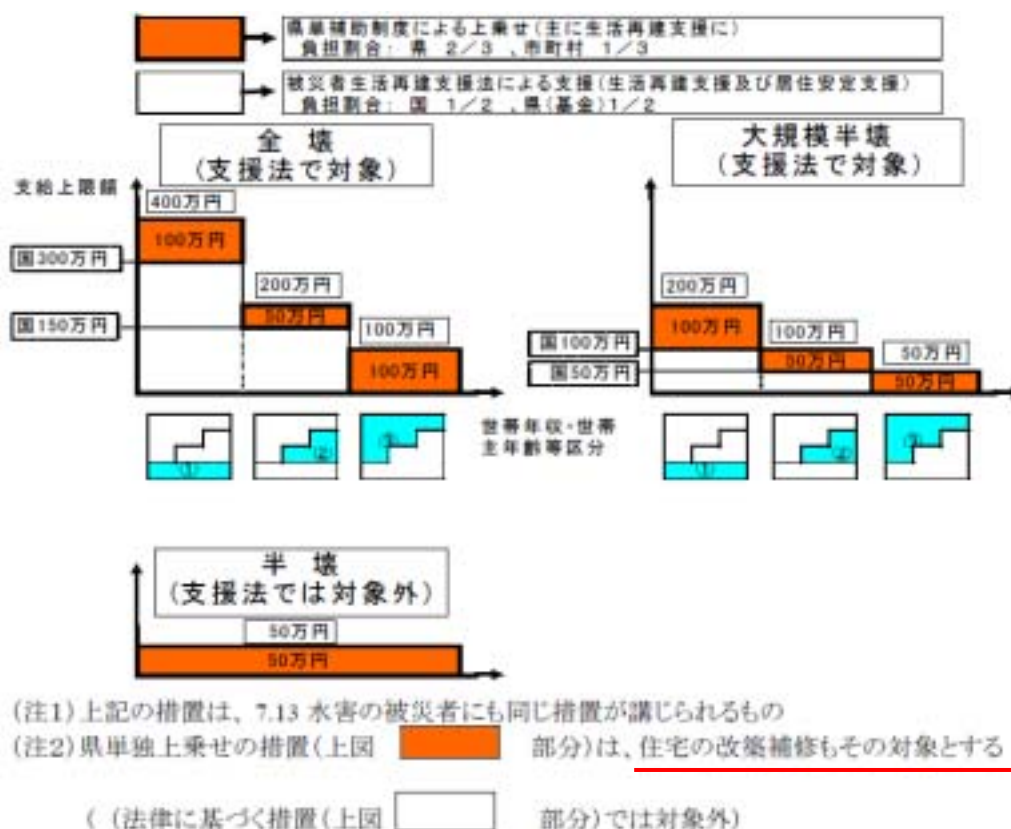 県単補助制度による上乗せ(主に生活再建支援に)
負担割合: 県 2/3 、市町村 1/3
被災者生活再建支援法による支援(生活再建支援及び居住安定支援)
負担割合: 国 1/2 、県(基金)1/2
全 壊
(支援法で対象)
大規模半壊
(支援法で対象)
支給上限額
400万円
100万円
国300万円
200万円
50万円
国150万円
100万円
100万円
200万円
100万円
国100万円
100万円
50万円
国50万円
50万円
50万円
①
②
③
世帯年収・世帯
主年齢等区分
①
②
③
半 壊
(支援法では対象外)
50万円
50万円
(注1)上記の措置は、7.13 水害の被災者にも同じ措置が講じられるもの
(注2)県単独上乗せの措置(上図 部分)は、住宅の改築補修もその対象とする
( (法律に基づく措置(上図 部分)では対象外)